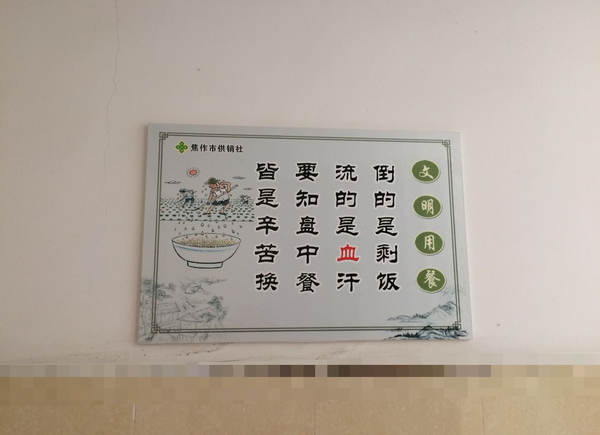 焦作市供销社
文明用餐
倒的是剩饭
流的是血汗
要知盘中餐
皆是辛苦换